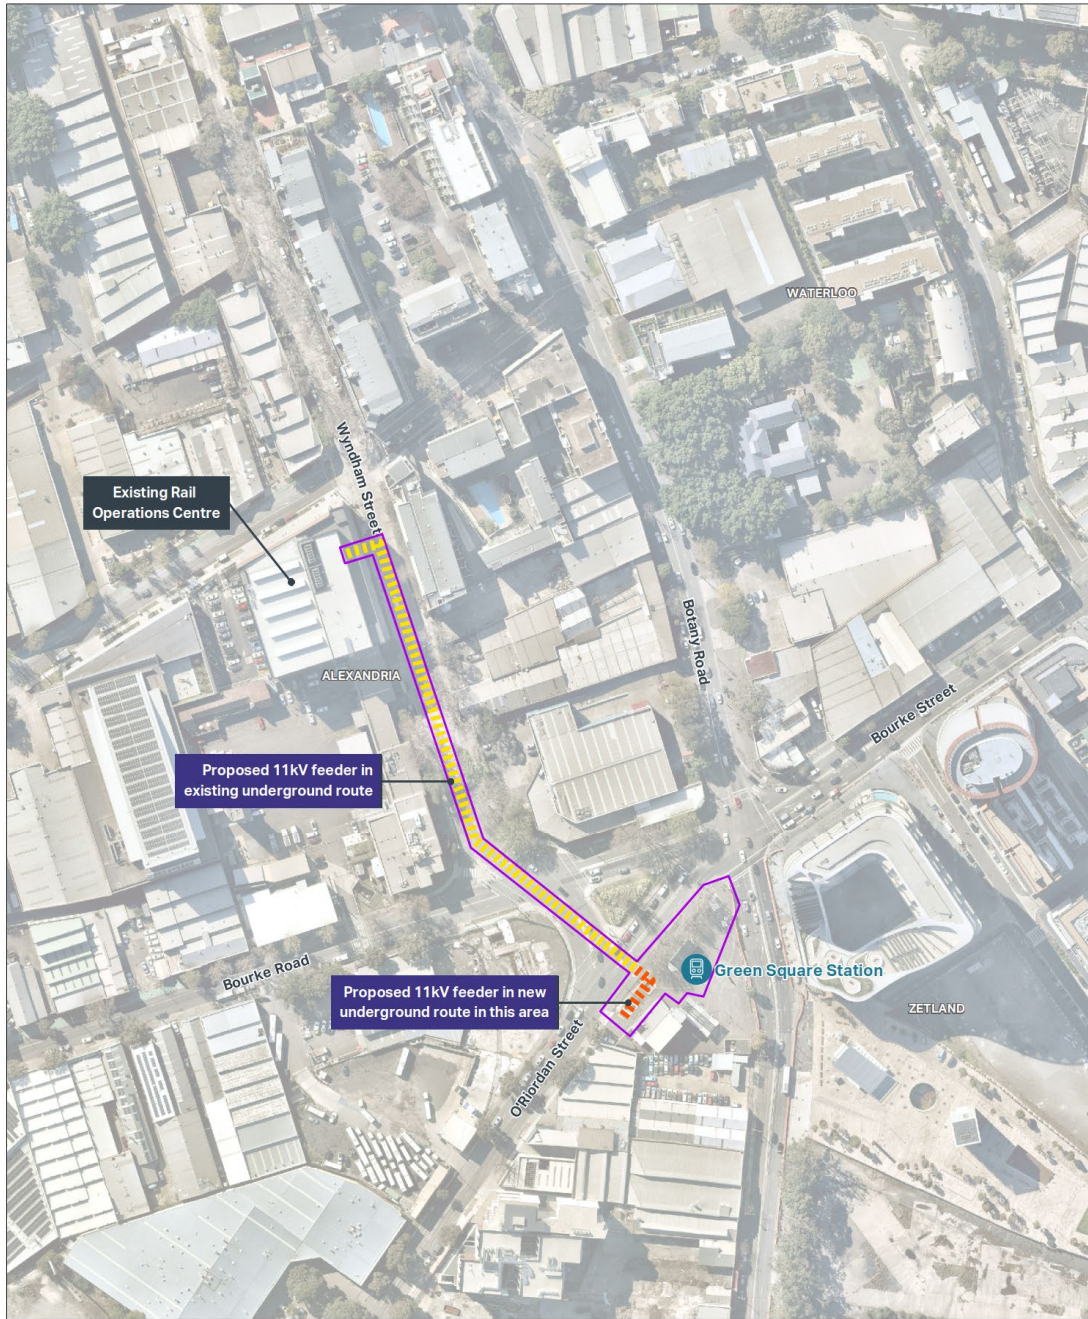 WATERLOO
Wyndham Street
Existing Rail
Operations Centre
Botany Road
ALEXANDRIA
Bourke Street
Proposed 11kV feeder in
existing underground route
Bourke Road
Green Square Station
Proposed 11kV feeder in new
underground route in this area
ZETLAND
O'Riordan Street